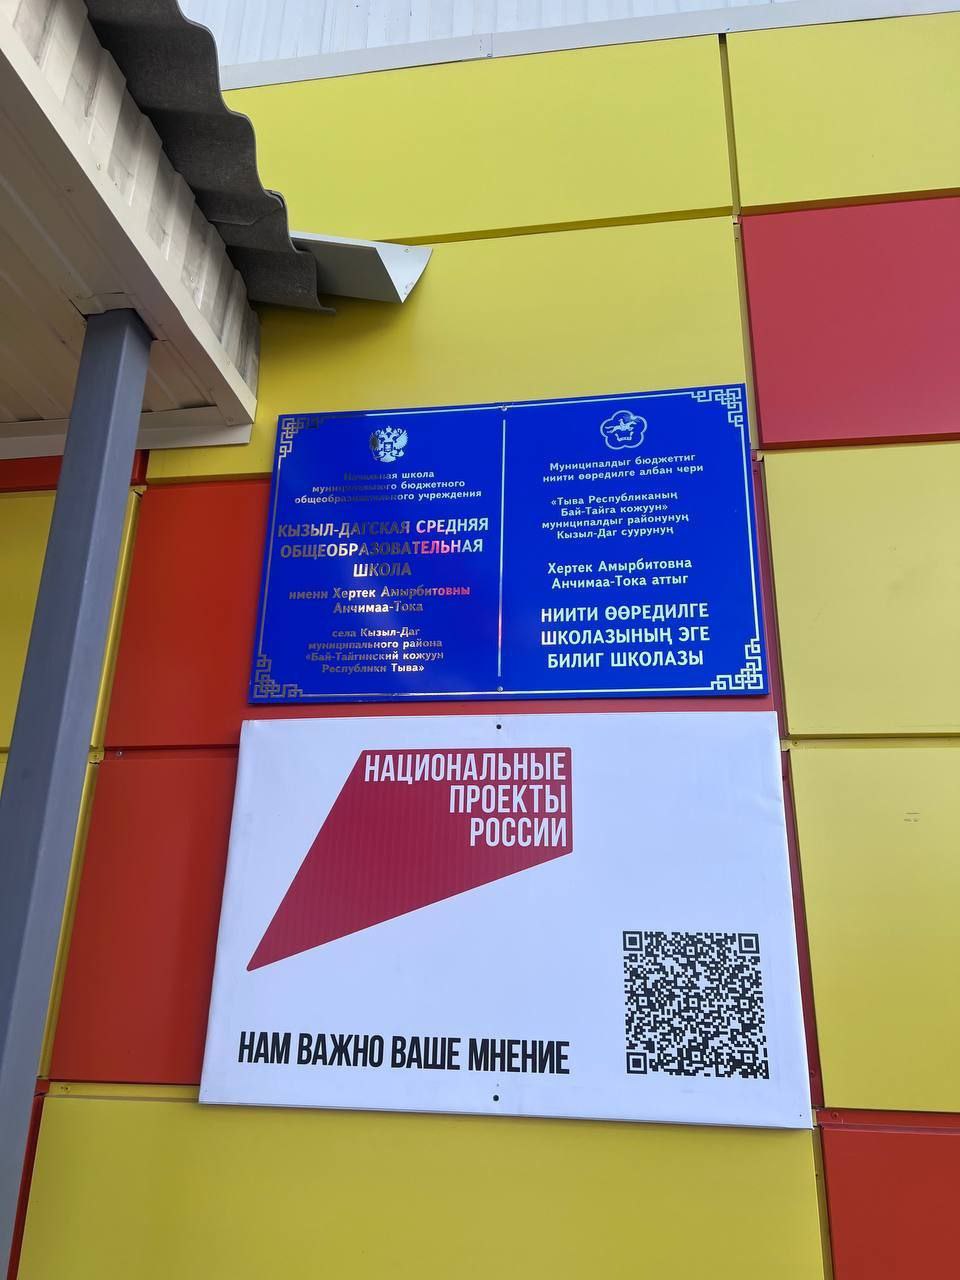 Начальная школа
муниципального бюджетного
общеобразовательного учреждения
КЫЗЫЛ-ДАГСКАЯ СРЕДНЯЯ
ОБЩЕОБРАЗОВАТЕЛЬНАЯ
ШКОЛА
имени Хертек Амырбитовны
Анчимаа-Тока
села Кызыл-Даг
муниципального района
«Бай-Тайгинский кожуун
Республики Тыва»
Муниципалдыг бюджеттиг
ниити өөредилге албан чери
«Тыва Республиканың
Бай-Тайга кожуун»
муниципалдыг районунуң
Кызыл-Даг суурунуң
Хертек Амырбитовна
Анчимаа-Тока аттыг
НИИТИ ӨӨРЕДИЛГЕ
ШКОЛАЗЫНЫҢ ЭГЕ
БИЛИГ ШКОЛАЗЫ
НАЦИОНАЛЬНЫЕ
ПРОЕКТЫ
РОССИИ
НАМ ВАЖНО ВАШЕ МНЕНИЕ